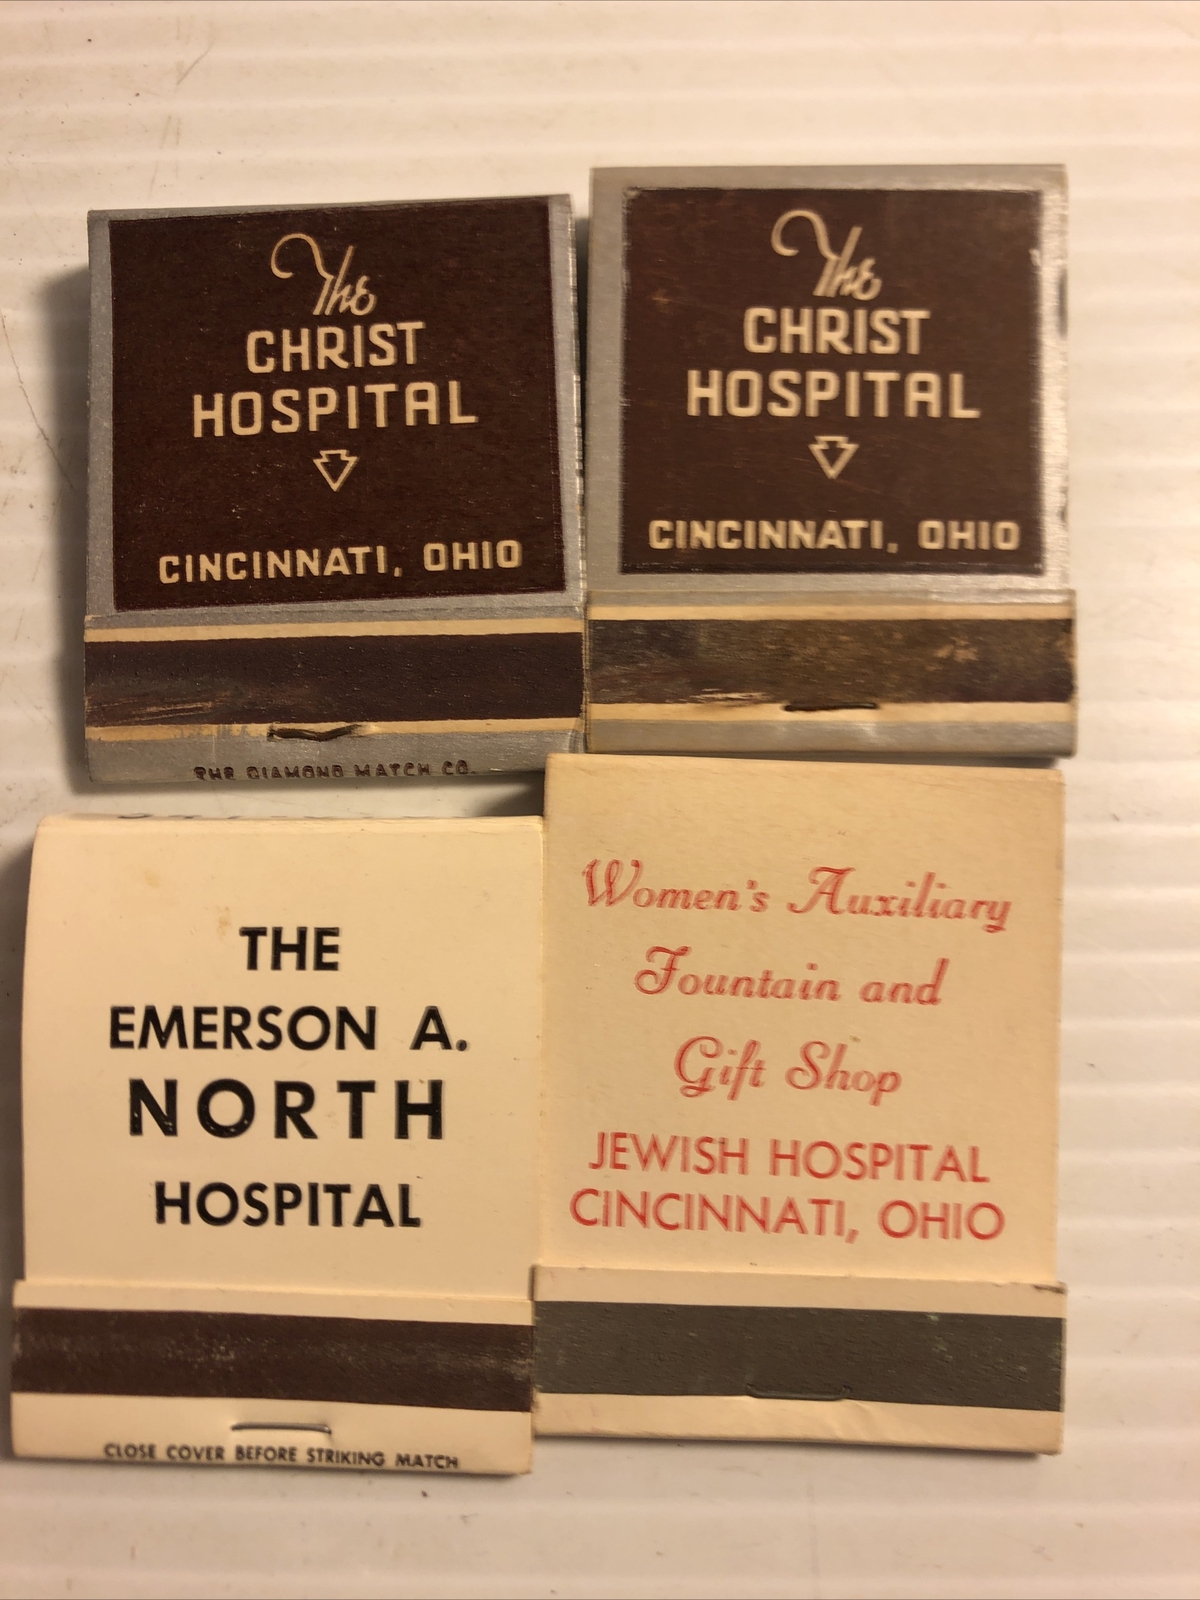 The
CHRIST
HOSPITAL
CINCINNATI, OHIO
THE DIAMOND MATCH CO.
The
CHRIST
HOSPITAL
CINCINNATI, OHIO
THE
EMERSON A.
NORTH
HOSPITAL
CLOSE COVER BEFORE STRIKING MATCH
Women's Auxiliary
Fountain and
Gift Shop
JEWISH HOSPITAL
CINCINNATI, OHIO